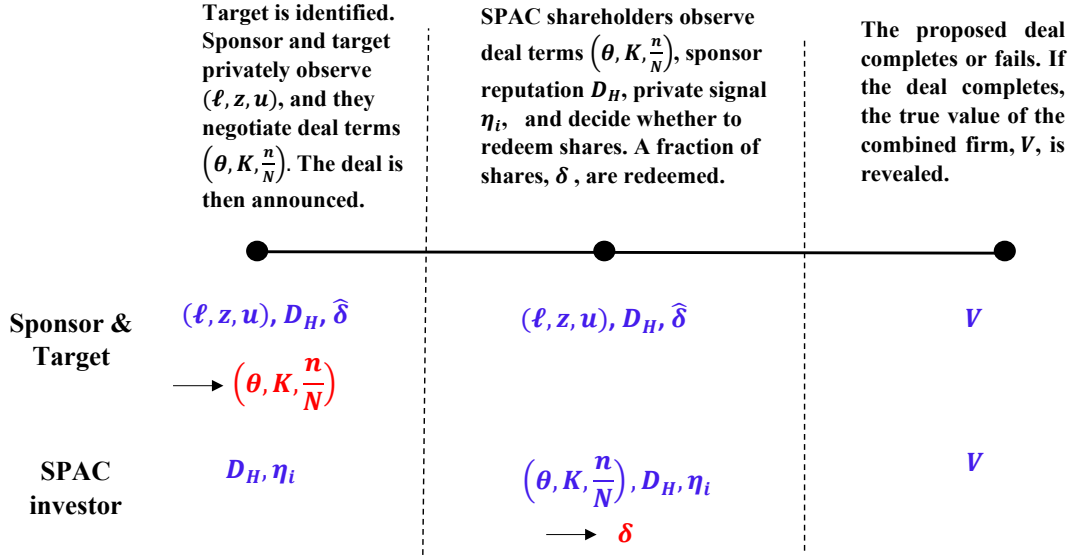 Target is identified.
Sponsor and target
privately observe
(ℓ, z, u), and they
negotiate deal terms
(θ, K, n/N). The deal is
then announced.
SPAC shareholders observe
deal terms (θ, K, n/N), sponsor
reputation D_H, private signal
η_i, and decide whether to
redeem shares. A fraction of
shares, δ , are redeemed.
The proposed deal
completes or fails. If
the deal completes,
the true value of the
combined firm, V, is
revealed.
Sponsor &
Target
(ℓ, z, u), D_H, δ̂
(θ, K, n/N)
(ℓ, z, u), D_H, δ̂
V
SPAC
investor
D_H, η_i
(θ, K, n/N), D_H, η_i
δ
V